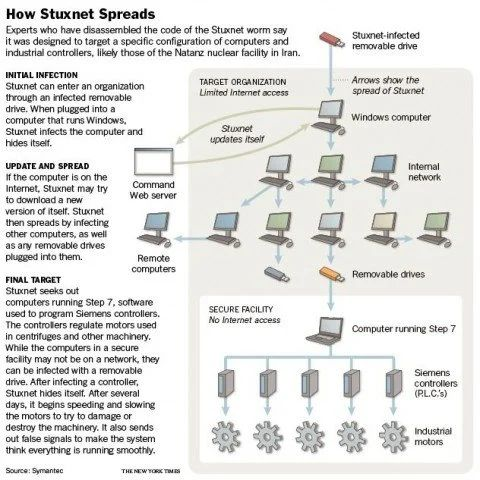 How Stuxnet Spreads
Experts who have disassembled the code of the Stuxnet worm say
it was designed to target a specific configuration of computers and
industrial controllers, likely those of the Natanz nuclear facility in Iran.
INITIAL INFECTION
Stuxnet can enter an organization
through an infected removable
drive. When plugged into a
computer that runs Windows,
Stuxnet infects the computer and
hides itself.
UPDATE AND SPREAD
If the computer is on the
Internet, Stuxnet may try
to download a new
version of itself. Stuxnet
then spreads by infecting
other computers, as well
as any removable drives
plugged into them.
FINAL TARGET
Stuxnet seeks out
computers running Step 7, software
used to program Siemens controllers.
The controllers regulate motors used
in centrifuges and other machinery.
While the computers in a secure
facility may not be on a network, they
can be infected with a removable
drive. After infecting a controller,
Stuxnet hides itself. After several
days, it begins speeding and slowing
the motors to try to damage or
destroy the machinery. It also sends
out false signals to make the system
think everything is running smoothly.
Source: Symantec
THE NEW YORK TIMES
Stuxnet-infected
removable drive
TARGET ORGANIZATION
Limited Internet access
Arrows show the
spread of Stuxnet
Windows computer
Stuxnet
updates itself
Command
Web server
Internal
network
Remote
computers
Removable drives
SECURE FACILITY
No Internet access
Computer running Step 7
Siemens
controllers
(P.L.C.'s)
Industrial
motors